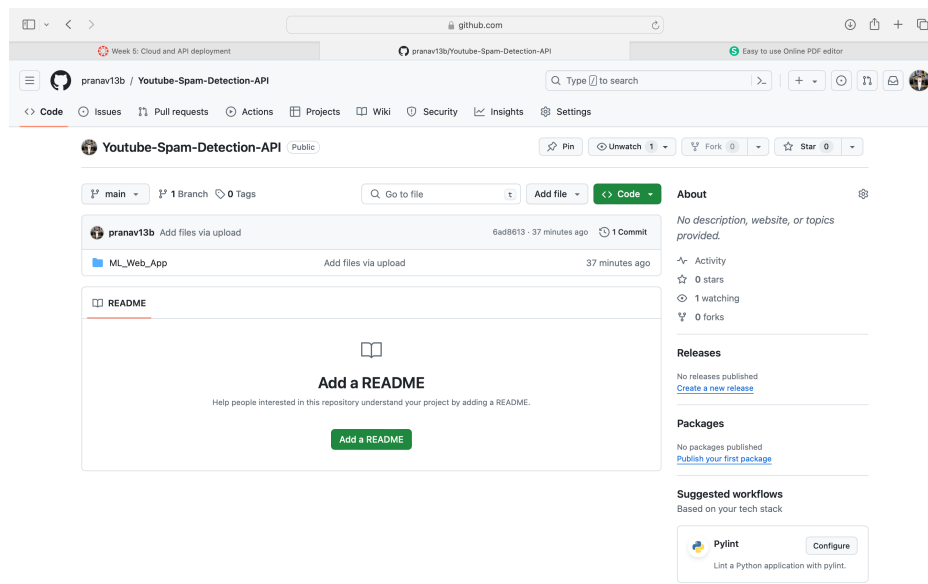 github.com
Week 5: Cloud and API deployment
pranav13b/Youtube-Spam-Detection-API
Easy to use Online PDF editor
pranav13b / Youtube-Spam-Detection-API
Type / to search
Code
Issues
Pull requests
Actions
Projects
Wiki
Security
Insights
Settings
Youtube-Spam-Detection-API
Public
Pin
Unwatch 1
Fork 0
Star 0
main
1 Branch
0 Tags
Go to file
t
Add file
Code
pranav13b Add files via upload
6ad8613 · 37 minutes ago
1 Commit
ML_Web_App
Add files via upload
37 minutes ago
README
Add a README
Help people interested in this repository understand your project by adding a README.
Add a README
About
No description, website, or topics
provided.
Activity
0 stars
1 watching
0 forks
Releases
No releases published
Create a new release
Packages
No packages published
Publish your first package
Suggested workflows
Based on your tech stack
Pylint
Configure
Lint a Python application with pylint.